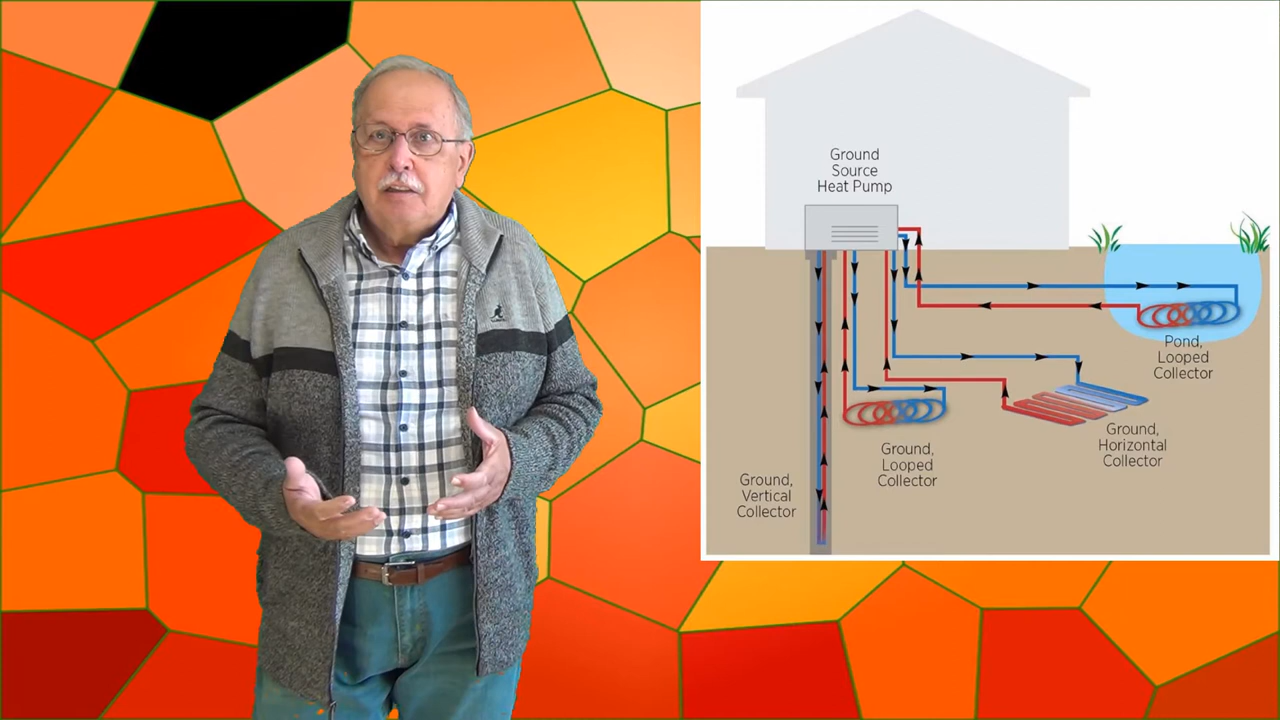 Ground
Source
Heat Pump
Pond,
Looped
Collector
Ground,
Horizontal
Collector
Ground,
Looped
Collector
Ground,
Vertical
Collector